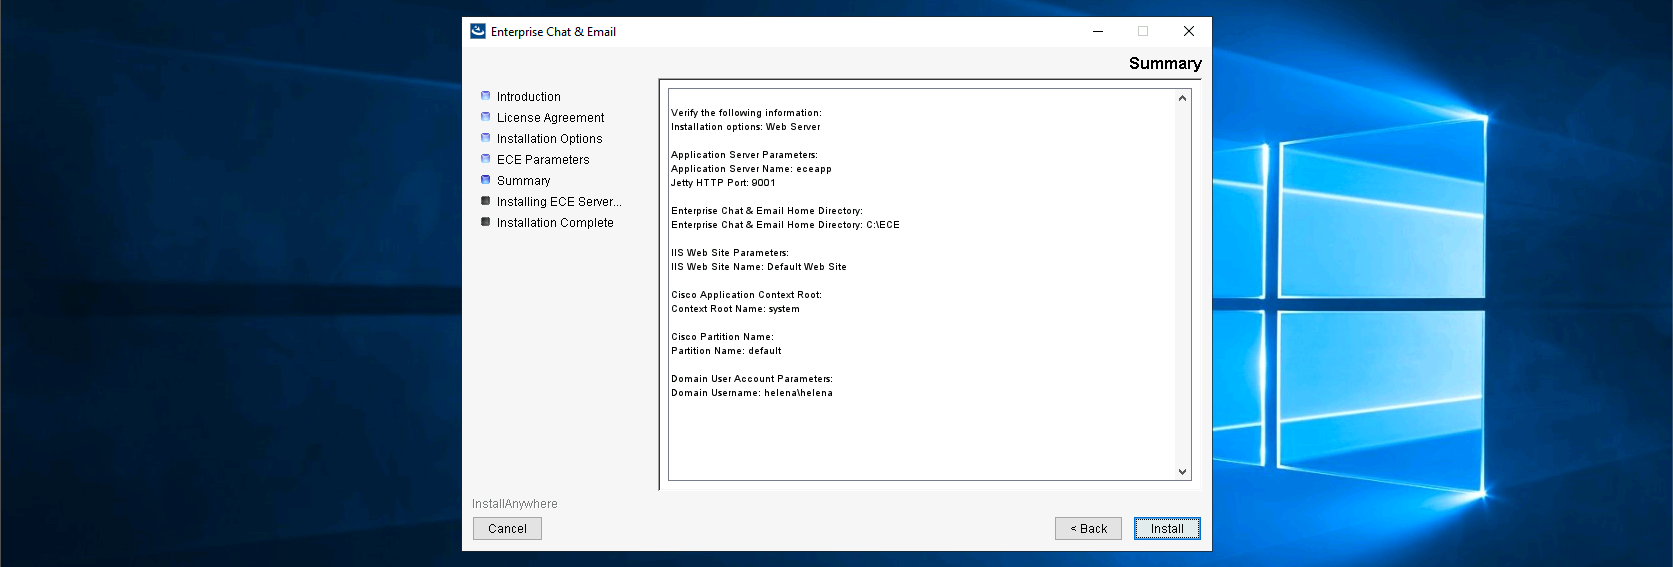 Enterprise Chat & Email
Summary
Introduction
License Agreement
Installation Options
ECE Parameters
Summary
Installing ECE Server...
Installation Complete
Verify the following information:
Installation options: Web Server
Application Server Parameters:
Application Server Name: eceapp
Jetty HTTP Port: 9001
Enterprise Chat & Email Home Directory:
Enterprise Chat & Email Home Directory: C:\ECE
IIS Web Site Parameters:
IIS Web Site Name: Default Web Site
Cisco Application Context Root:
Context Root Name: system
Cisco Partition Name:
Partition Name: default
Domain User Account Parameters:
Domain Username: helena\helena
InstallAnywhere
Cancel
< Back
Install